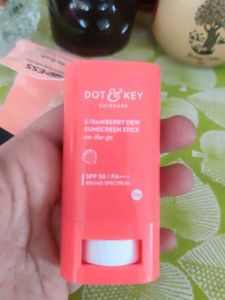 DOT & KEY
SKINCARE
STRAWBERRY DEW
SUNSCREEN STICK
on-the-go
SPF 50 / PA+++
BROAD SPECTRUM